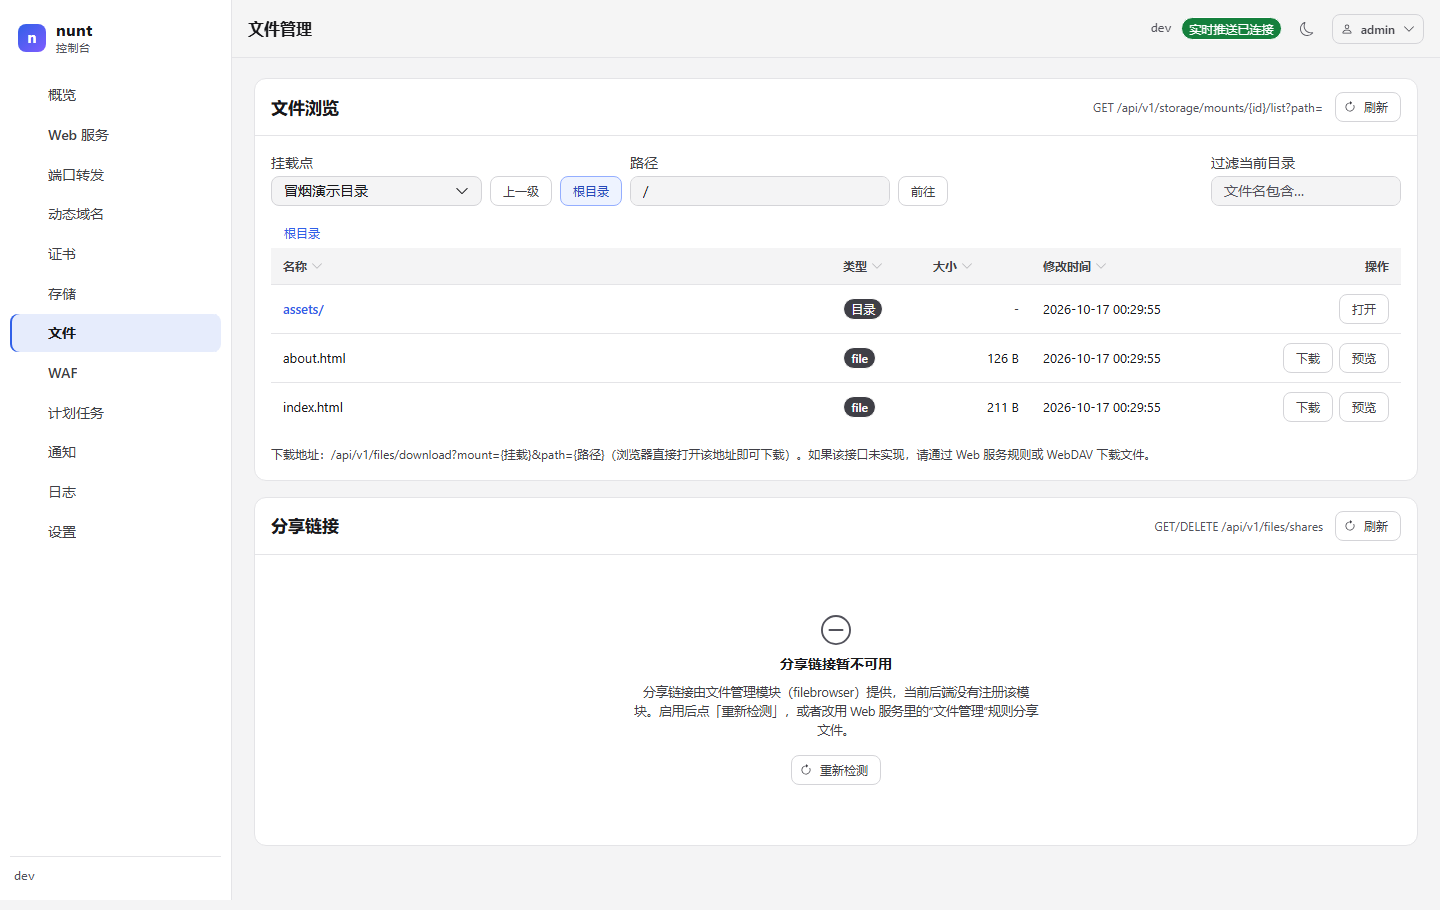 n
nunt
控制台
概览
Web 服务
端口转发
动态域名
证书
存储
文件
WAF
计划任务
通知
日志
设置
dev
文件管理
dev
实时推送已连接
admin
文件浏览
GET /api/v1/storage/mounts/{id}/list?path=
刷新
挂载点
路径
过滤当前目录
冒烟演示目录
上一级
根目录
/
前往
文件名包含...
根目录
名称 类型 大小 修改时间 操作
assets/ 目录 - 2026-10-17 00:29:55 打开
about.html file 126 B 2026-10-17 00:29:55 下载 预览
index.html file 211 B 2026-10-17 00:29:55 下载 预览
下载地址：/api/v1/files/download?mount={挂载}&path={路径}（浏览器直接打开该地址即可下载）。如果该接口未实现，请通过 Web 服务规则或 WebDAV 下载文件。
分享链接
GET/DELETE /api/v1/files/shares
刷新
分享链接暂不可用
分享链接由文件管理模块（filebrowser）提供，当前后端没有注册该模
块。启用后点「重新检测」，或者改用 Web 服务里的“文件管理”规则分享
文件。
重新检测